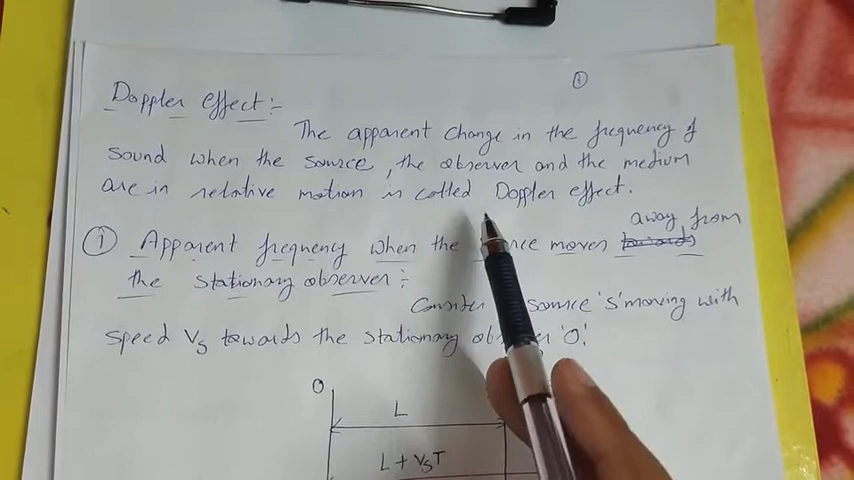 ①
Doppler effect :-
The apparent change in the frequency of
sound when the source, the observer and the medium
are in relative motion is called Doppler effect.
away from
① Apparent frequency when the moves
the stationary observer :
Consider source 's' moving with
speed Vs towards the stationary 'O'.
O
L
L + VsT